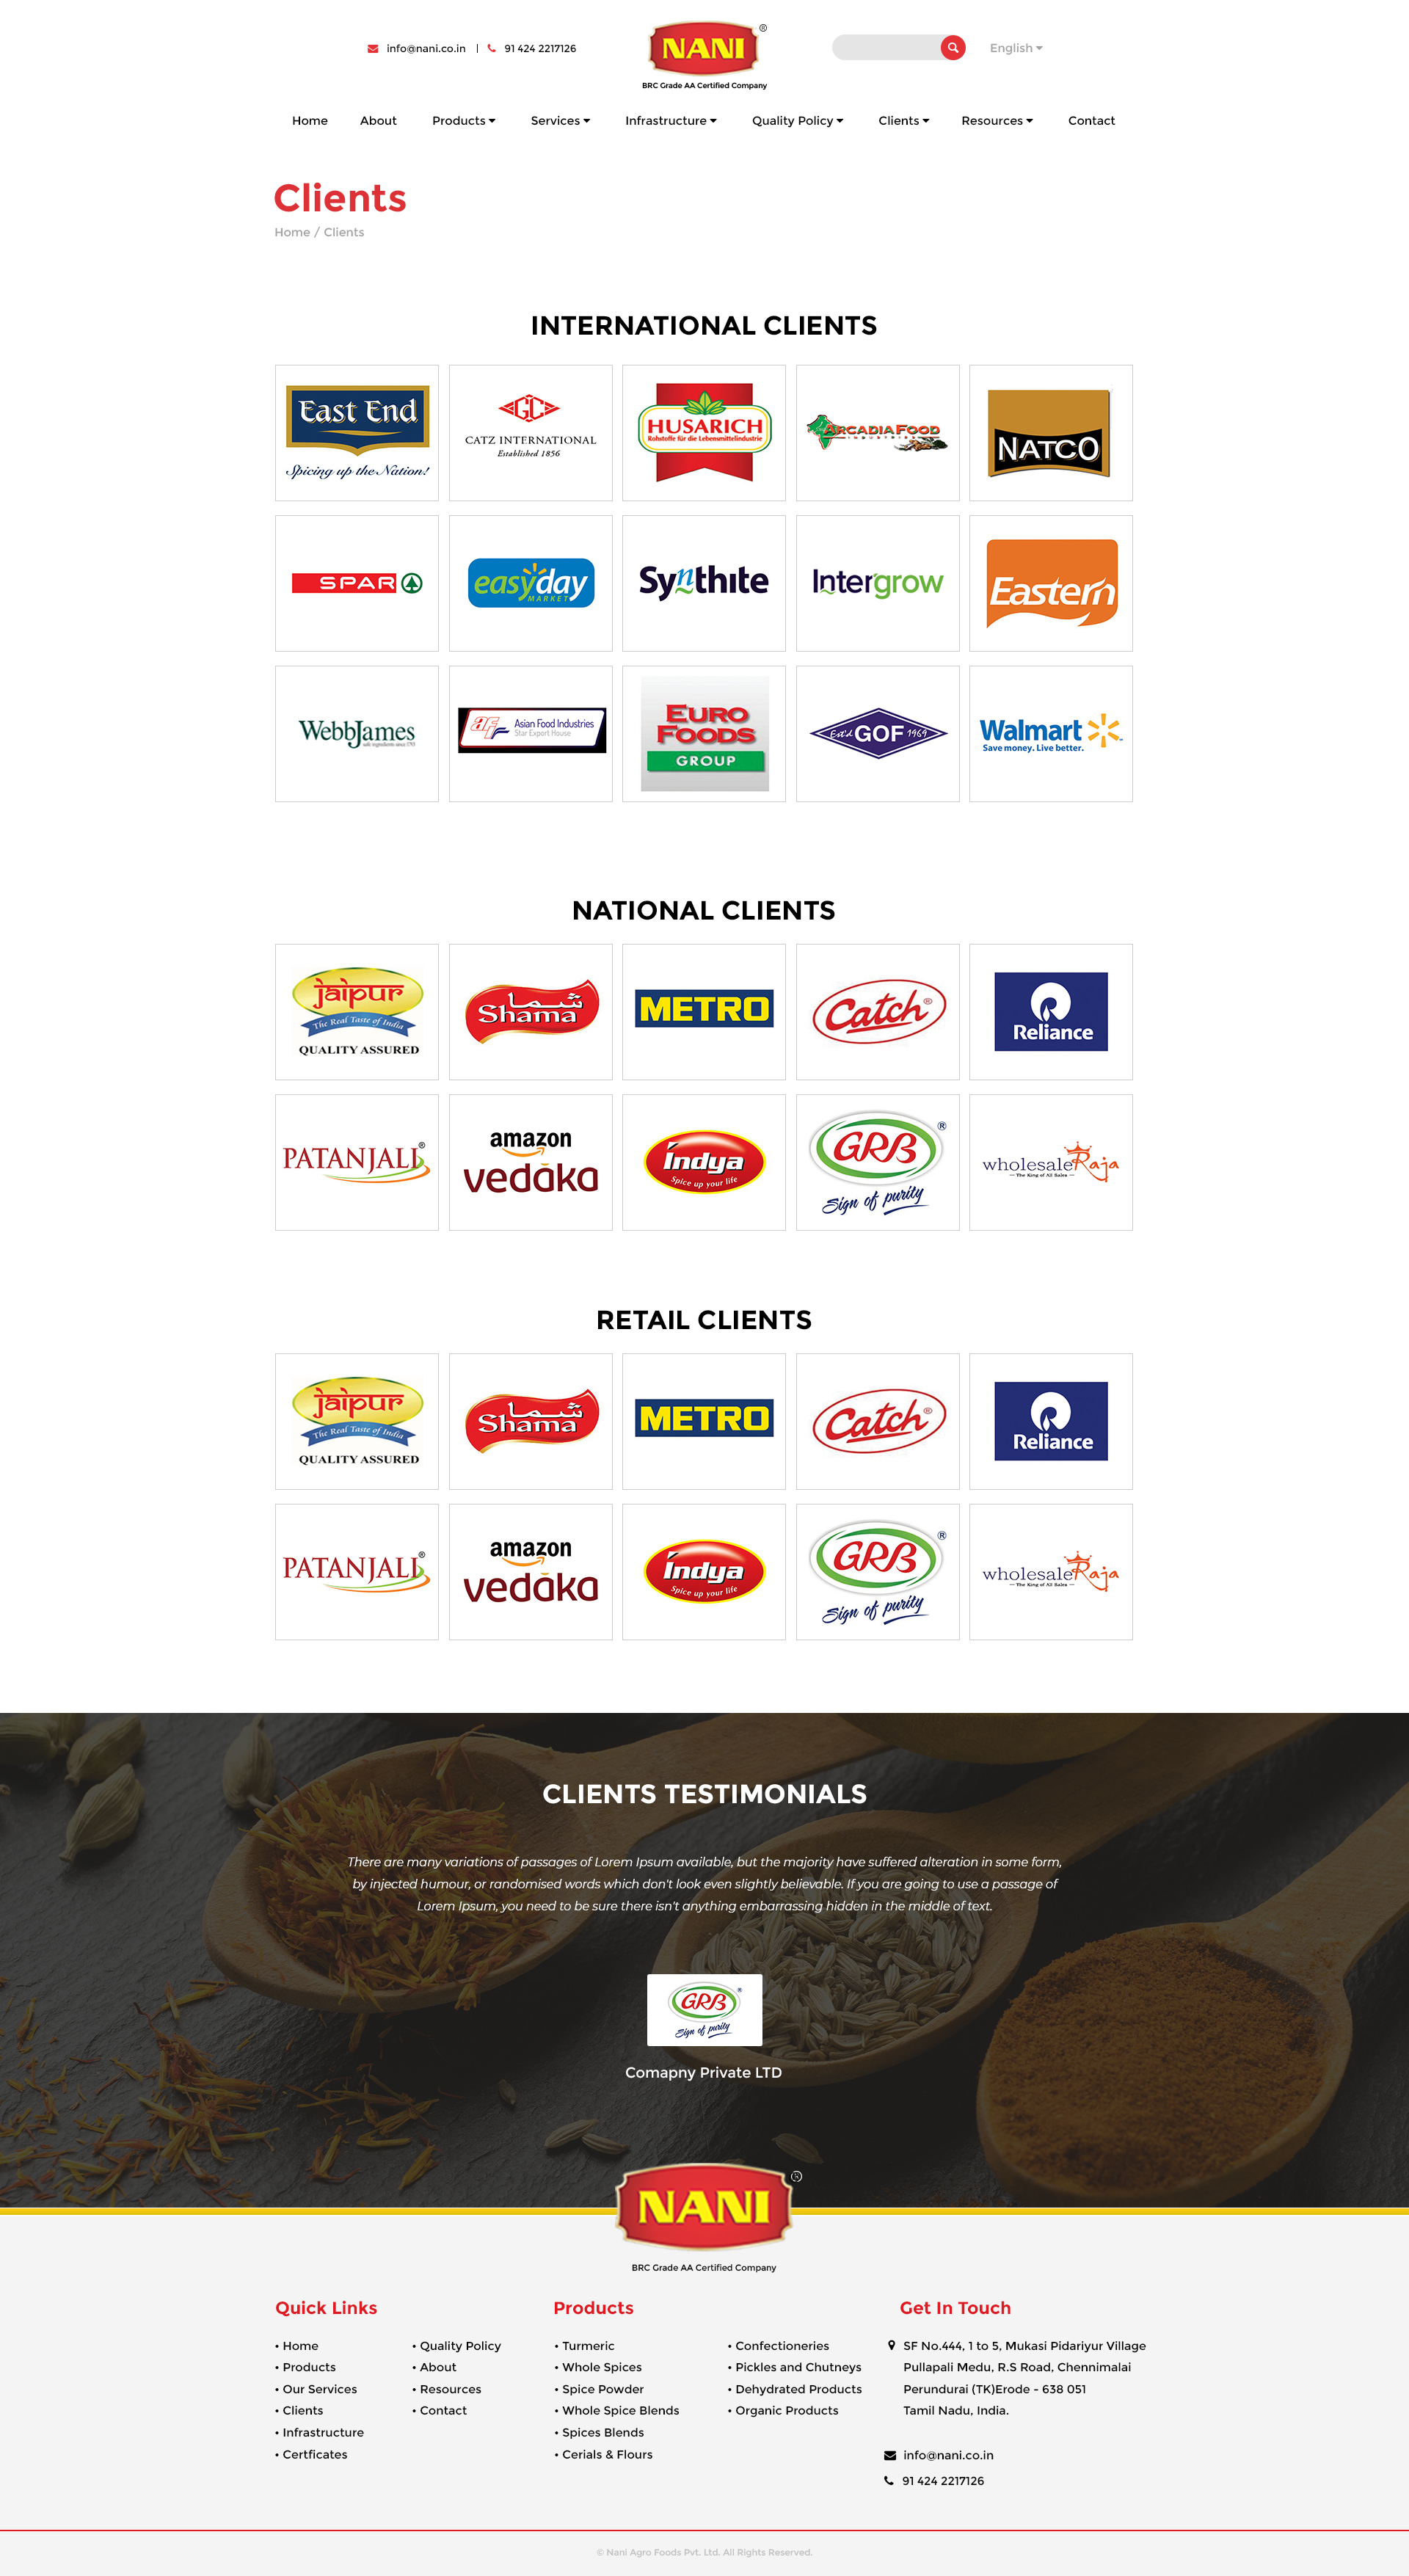 info@nani.co.in | 91 424 2217126
NANI ®
BRC Grade AA Certified Company
English
Home About Products Services Infrastructure Quality Policy Clients Resources Contact
Clients
Home / Clients
INTERNATIONAL CLIENTS
East End
Spicing up the Nation!
GCI
CATZ INTERNATIONAL
Established 1856
HUSARICH
Rohstoffe für die Lebensmittelindustrie
ARCADIA FOOD
INDUSTRIES
NATCO
SPAR
easyday
MARKET
Synthite
Intergrow
Eastern
WebbJames
safe ingredients since 1793
aFF Asian Food Industries
Star Export House
EURO
FOODS
GROUP
Est'd GOF 1969
Walmart
Save money. Live better.
NATIONAL CLIENTS
jaipur
The Real Taste of India
QUALITY ASSURED
شما
Shama
METRO
Catch ®
Reliance
PATANJALI ®
amazon
vedaka
Indya
Spice up your life
GRB ®
Sign of purity
wholesale Raja
The King of All Sales
RETAIL CLIENTS
jaipur
The Real Taste of India
QUALITY ASSURED
شما
Shama
METRO
Catch ®
Reliance
PATANJALI ®
amazon
vedaka
Indya
Spice up your life
GRB ®
Sign of purity
wholesale Raja
The King of All Sales
CLIENTS TESTIMONIALS
There are many variations of passages of Lorem Ipsum available, but the majority have suffered alteration in some form,
by injected humour, or randomised words which don't look even slightly believable. If you are going to use a passage of
Lorem Ipsum, you need to be sure there isn't anything embarrassing hidden in the middle of text.
GRB ®
Sign of purity
Comapny Private LTD
NANI ®
BRC Grade AA Certified Company
Quick Links
• Home
• Products
• Our Services
• Clients
• Infrastructure
• Certficates
• Quality Policy
• About
• Resources
• Contact
Products
• Turmeric
• Whole Spices
• Spice Powder
• Whole Spice Blends
• Spices Blends
• Cerials & Flours
• Confectioneries
• Pickles and Chutneys
• Dehydrated Products
• Organic Products
Get In Touch
SF No.444, 1 to 5, Mukasi Pidariyur Village
Pullapali Medu, R.S Road, Chennimalai
Perundurai (TK)Erode - 638 051
Tamil Nadu, India.
info@nani.co.in
91 424 2217126
© Nani Agro Foods Pvt. Ltd. All Rights Reserved.